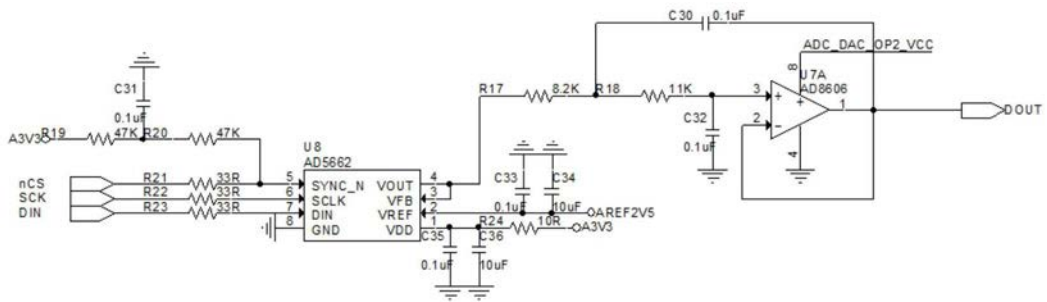 C30 0.1uF
ADC_DAC_OP2_VCC
8
U7A
AD8606
C31
0.1uF
R17 8.2K R18 11K
3
1
DOUT
2
4
C32
0.1uF
A3V3 R19 47K R20 47K
U8
AD5662
nCS R21 33R 5 SYNC_N VOUT 4
SCK R22 33R 6 SCLK VFB 3
DIN R23 33R 7 DIN VREF 2
8 GND VDD 1
C33 C34
0.1uF 10uF AREF2V5
R24 10R A3V3
C35 C36
0.1uF 10uF